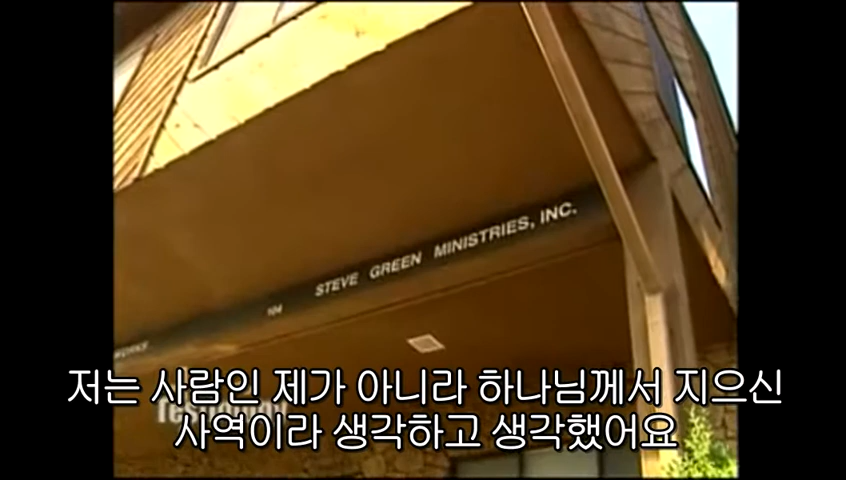 STEVE GREEN MINISTRIES, INC.
104
저는 사람인 제가 아니라 하나님께서 지으신
사역이라 생각하고 생각했어요